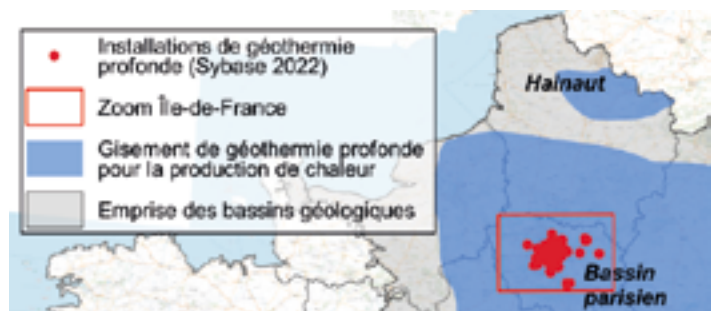 Installations de géothermie
profonde (Sybase 2022)
Zoom Île-de-France
Gisement de géothermie profonde
pour la production de chaleur
Emprise des bassins géologiques
Hainaut
Bassin
parisien